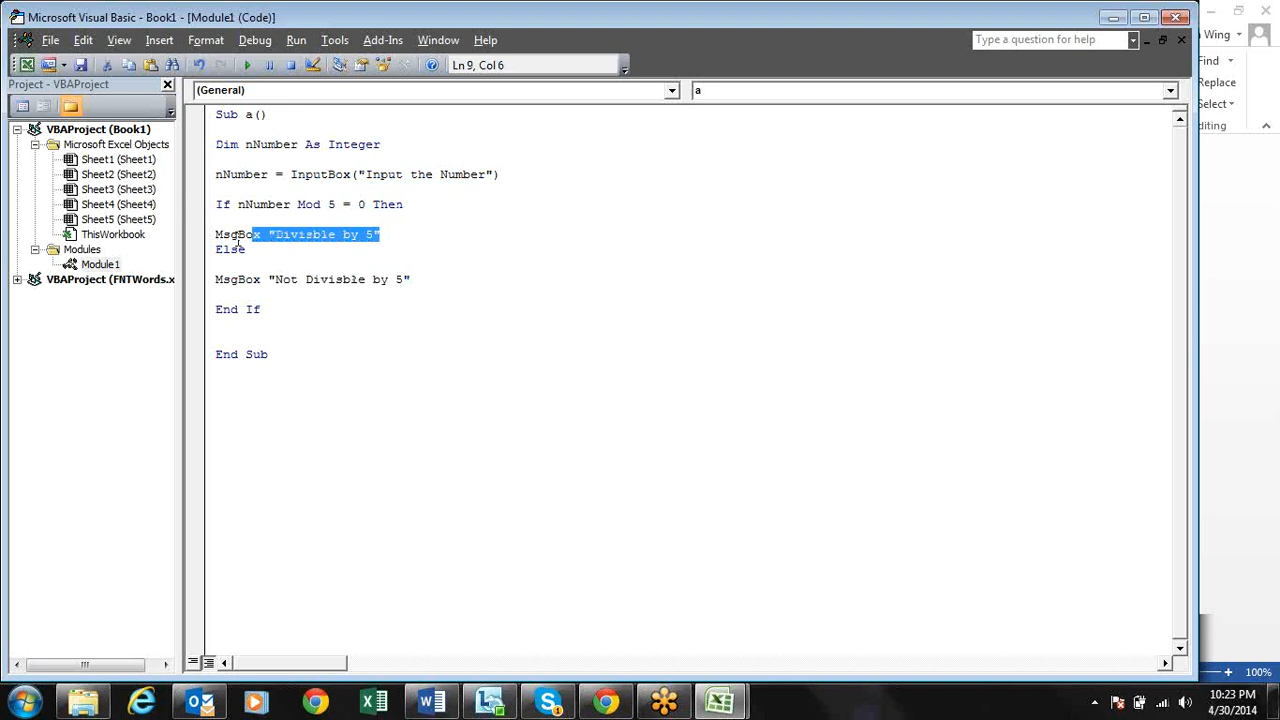 Microsoft Visual Basic - Book1 - [Module1 (Code)]
File Edit View Insert Format Debug Run Tools Add-Ins Window Help
Type a question for help
Wing
Ln 9, Col 6
Find
Replace
Select
diting
Project - VBAProject
(General)
a
VBAProject (Book1)
Microsoft Excel Objects
Sheet1 (Sheet1)
Sheet2 (Sheet2)
Sheet3 (Sheet3)
Sheet4 (Sheet4)
Sheet5 (Sheet5)
ThisWorkbook
Modules
Module1
VBAProject (FNTWords.x
Sub a()
Dim nNumber As Integer
nNumber = InputBox("Input the Number")
If nNumber Mod 5 = 0 Then
MsgBox "Divisble by 5"
Else
MsgBox "Not Divisble by 5"
End If
End Sub
100%
10:23 PM
4/30/2014